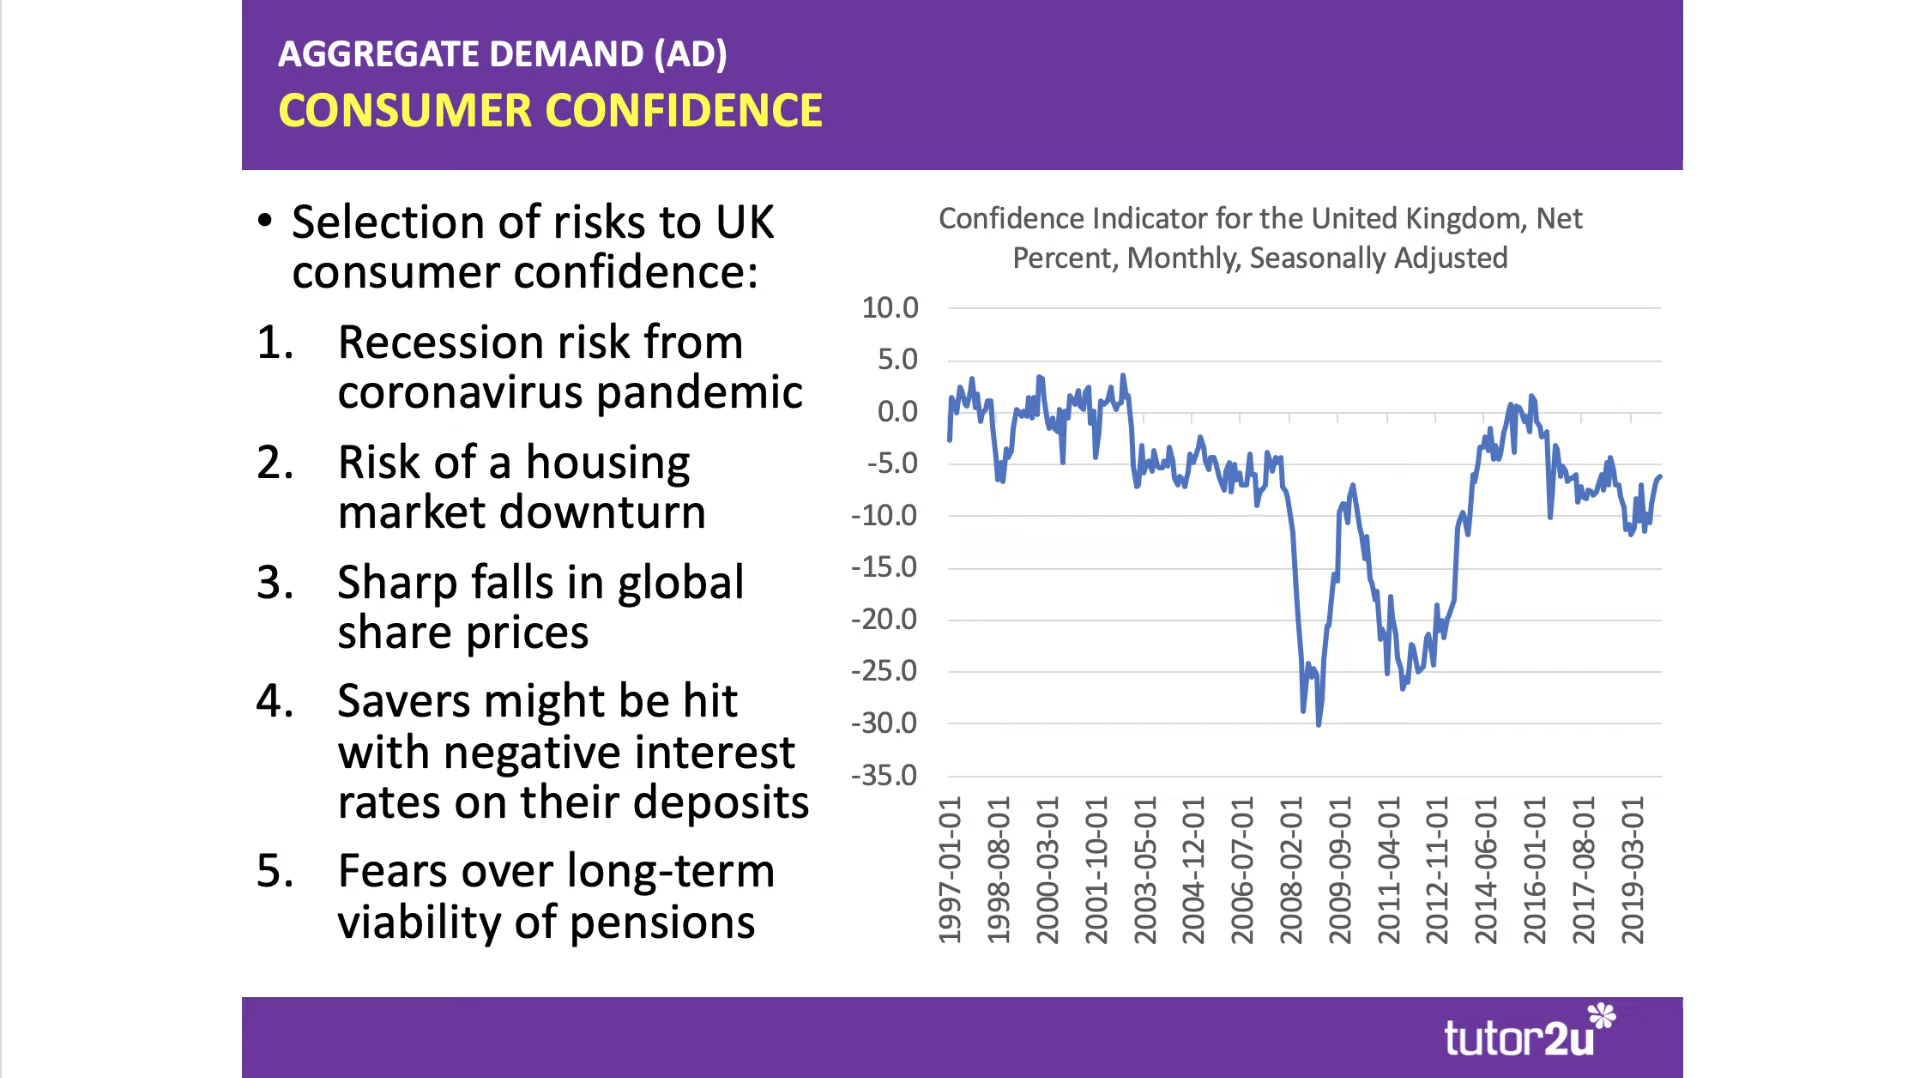 AGGREGATE DEMAND (AD)
CONSUMER CONFIDENCE
• Selection of risks to UK
consumer confidence:
1. Recession risk from
coronavirus pandemic
2. Risk of a housing
market downturn
3. Sharp falls in global
share prices
4. Savers might be hit
with negative interest
rates on their deposits
5. Fears over long-term
viability of pensions
Confidence Indicator for the United Kingdom, Net
Percent, Monthly, Seasonally Adjusted
10.0
5.0
0.0
-5.0
-10.0
-15.0
-20.0
-25.0
-30.0
-35.0
1997-01-01
1998-08-01
2000-03-01
2001-10-01
2003-05-01
2004-12-01
2006-07-01
2008-02-01
2009-09-01
2011-04-01
2012-11-01
2014-06-01
2016-01-01
2017-08-01
2019-03-01
tutor2u